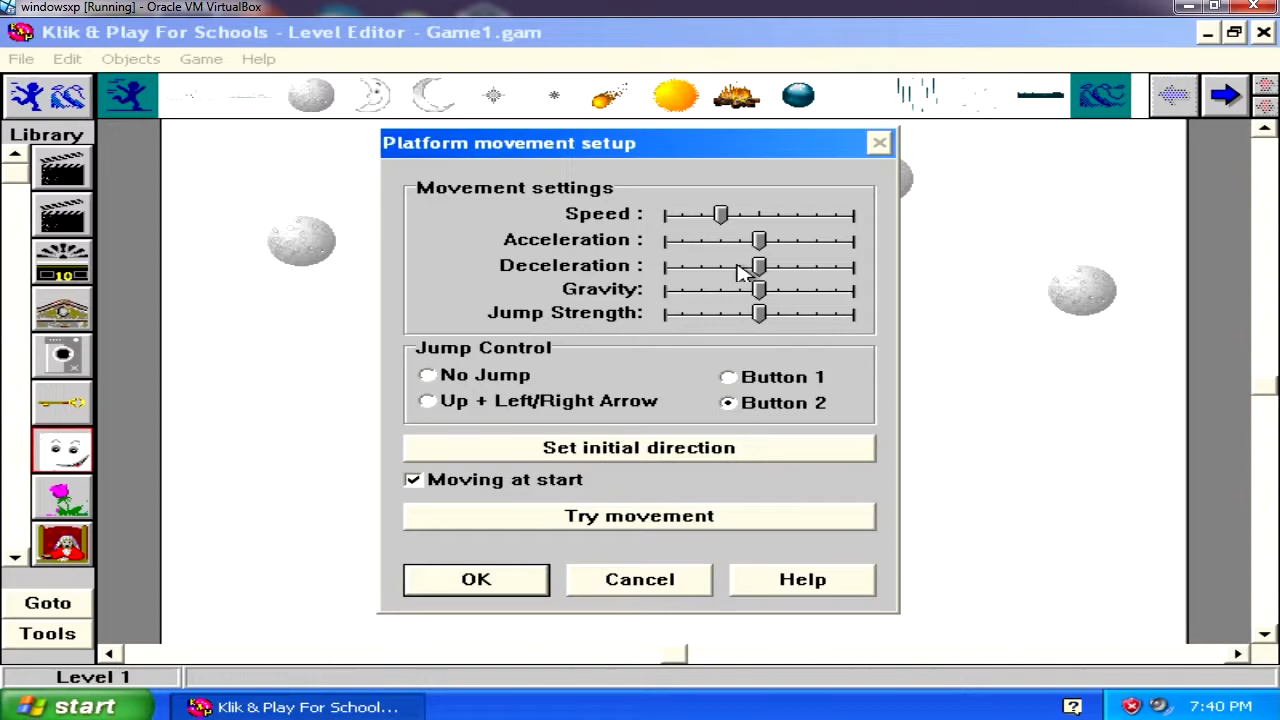 windowsxp [Running] - Oracle VM VirtualBox
Klik & Play For Schools - Level Editor - Game1.gam
File Edit Objects Game Help
Library
10
Platform movement setup
Movement settings
Speed :
Acceleration :
Deceleration :
Gravity:
Jump Strength:
Jump Control
No Jump
Button 1
Up + Left/Right Arrow
Button 2
Set initial direction
Moving at start
Try movement
OK Cancel Help
Goto
Tools
Level 1
start
Klik & Play For School...
?
7:40 PM